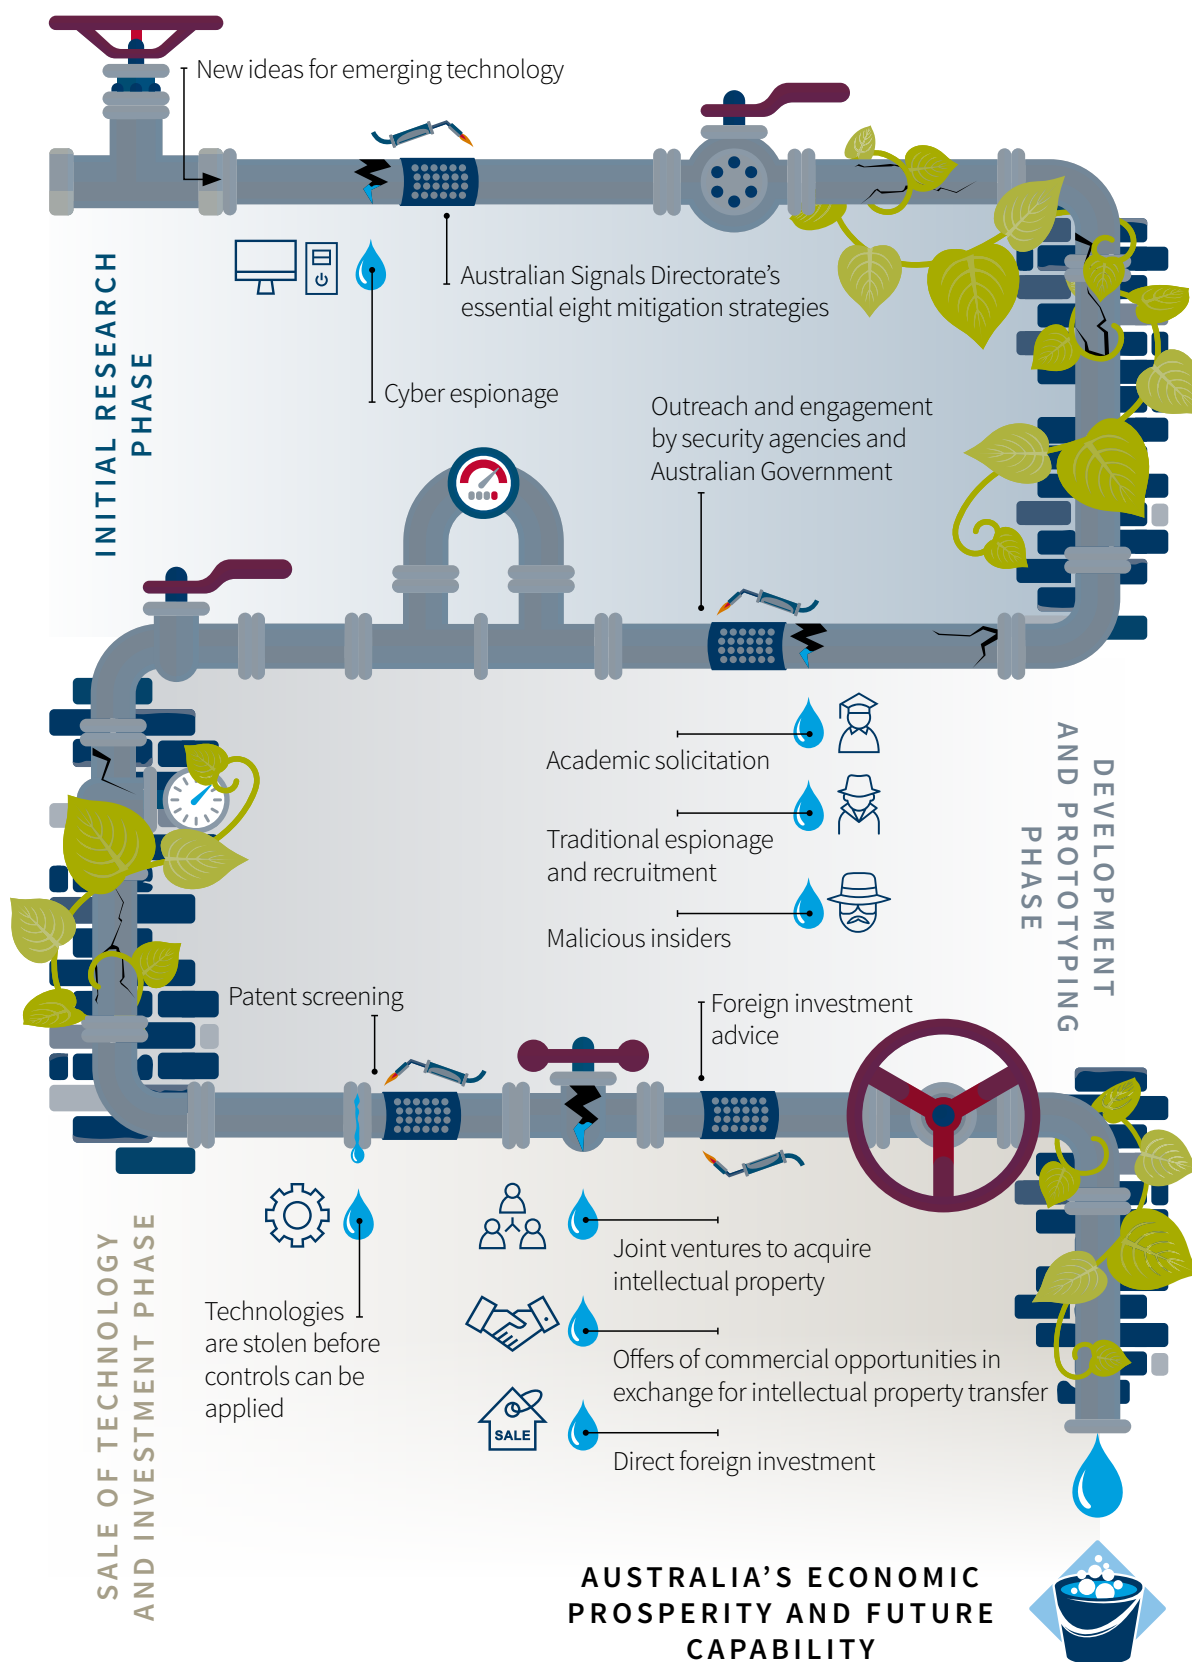 New ideas for emerging technology
Australian Signals Directorate’s
essential eight mitigation strategies
Cyber espionage
INITIAL RESEARCH
PHASE
Outreach and engagement
by security agencies and
Australian Government
Academic solicitation
Traditional espionage
and recruitment
Malicious insiders
DEVELOPMENT
AND PROTOTYPING
PHASE
Patent screening
Foreign investment
advice
Technologies
are stolen before
controls can be
applied
Joint ventures to acquire
intellectual property
Offers of commercial opportunities in
exchange for intellectual property transfer
SALE
Direct foreign investment
SALE OF TECHNOLOGY
AND INVESTMENT PHASE
AUSTRALIA’S ECONOMIC
PROSPERITY AND FUTURE
CAPABILITY